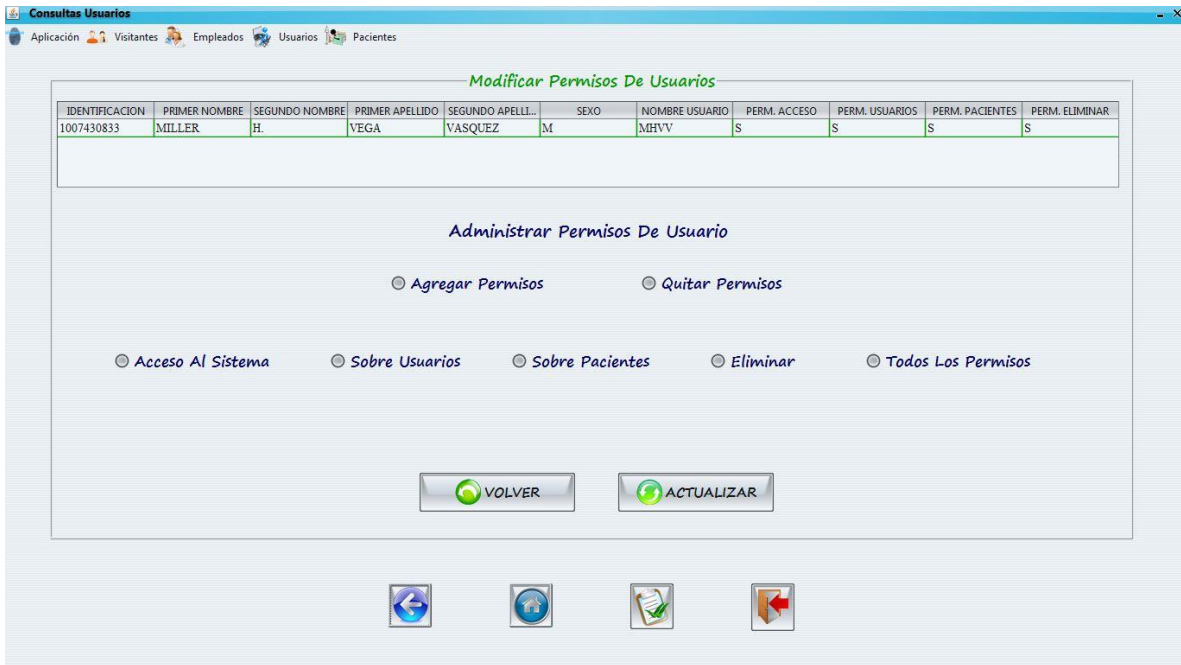 Consultas Usuarios
Aplicación Visitantes Empleados Usuarios Pacientes
Modificar Permisos De Usuarios
IDENTIFICACION PRIMER NOMBRE SEGUNDO NOMBRE PRIMER APELLIDO SEGUNDO APELLI... SEXO NOMBRE USUARIO PERM. ACCESO PERM. USUARIOS PERM. PACIENTES PERM. ELIMINAR
1007430833 MILLER H. VEGA VASQUEZ M MHVV S S S S
Administrar Permisos De Usuario
Agregar Permisos Quitar Permisos
Acceso Al Sistema Sobre Usuarios Sobre Pacientes Eliminar Todos Los Permisos
VOLVER ACTUALIZAR